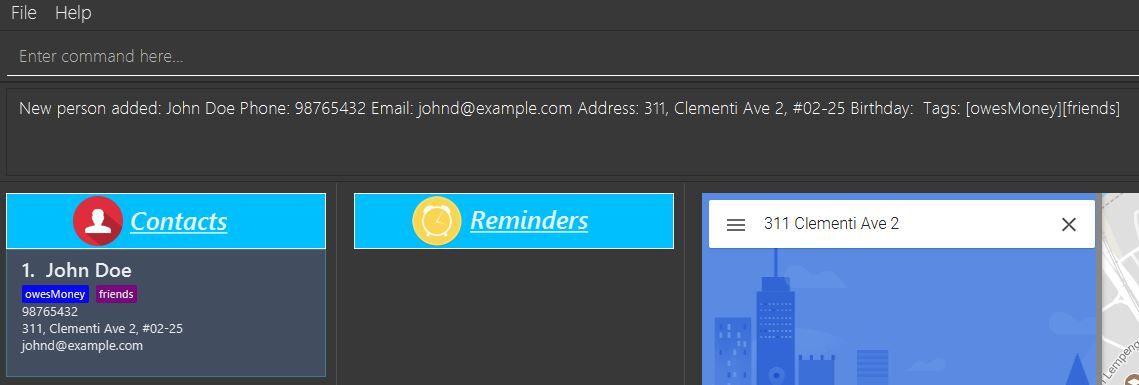 File Help
Enter command here...
New person added: John Doe Phone: 98765432 Email: johnd@example.com Address: 311, Clementi Ave 2, #02-25 Birthday:  Tags: [owesMoney][friends]
Contacts
Reminders
311 Clementi Ave 2
1. John Doe
owesMoney friends
98765432
311, Clementi Ave 2, #02-25
johnd@example.com
Lempeng